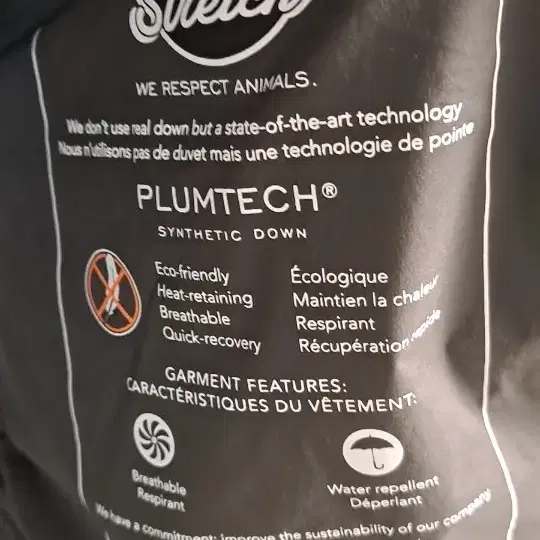 Stretch
WE RESPECT ANIMALS.
We don't use real down but a state-of-the-art technology
Nous n'utilisons pas de duvet mais une technologie de pointe
PLUMTECH®
SYNTHETIC DOWN
Eco-friendly
Heat-retaining
Breathable
Quick-recovery
Écologique
Maintien la chaleur
Respirant
Récupération rapide
GARMENT FEATURES:
CARACTÉRISTIQUES DU VÊTEMENT:
Breathable
Respirant
Water repellent
Déperlant
We have a commitment: improve the sustainability of our company